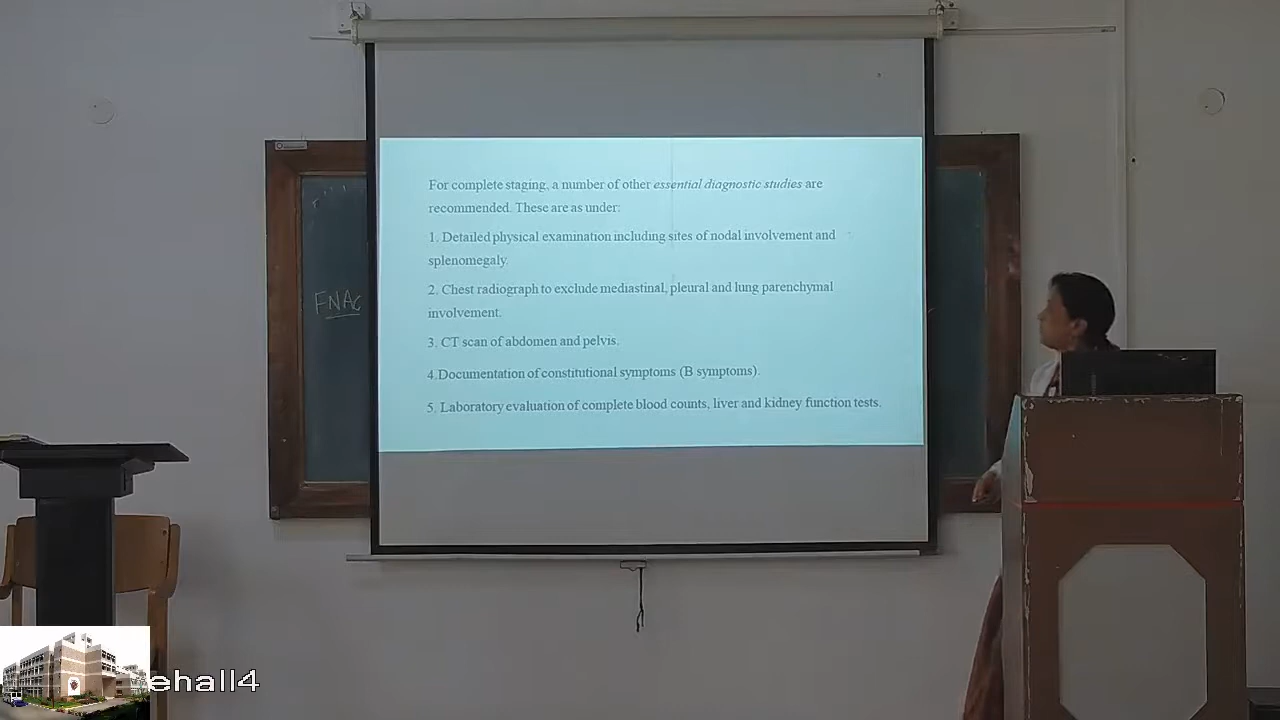 For complete staging, a number of other essential diagnostic studies are
recommended. These are as under:
1. Detailed physical examination including sites of nodal involvement and
splenomegaly.
2. Chest radiograph to exclude mediastinal, pleural and lung parenchymal
involvement.
3. CT scan of abdomen and pelvis.
4.Documentation of constitutional symptoms (B symptoms).
5. Laboratory evaluation of complete blood counts, liver and kidney function tests.
FNAC
ehall4